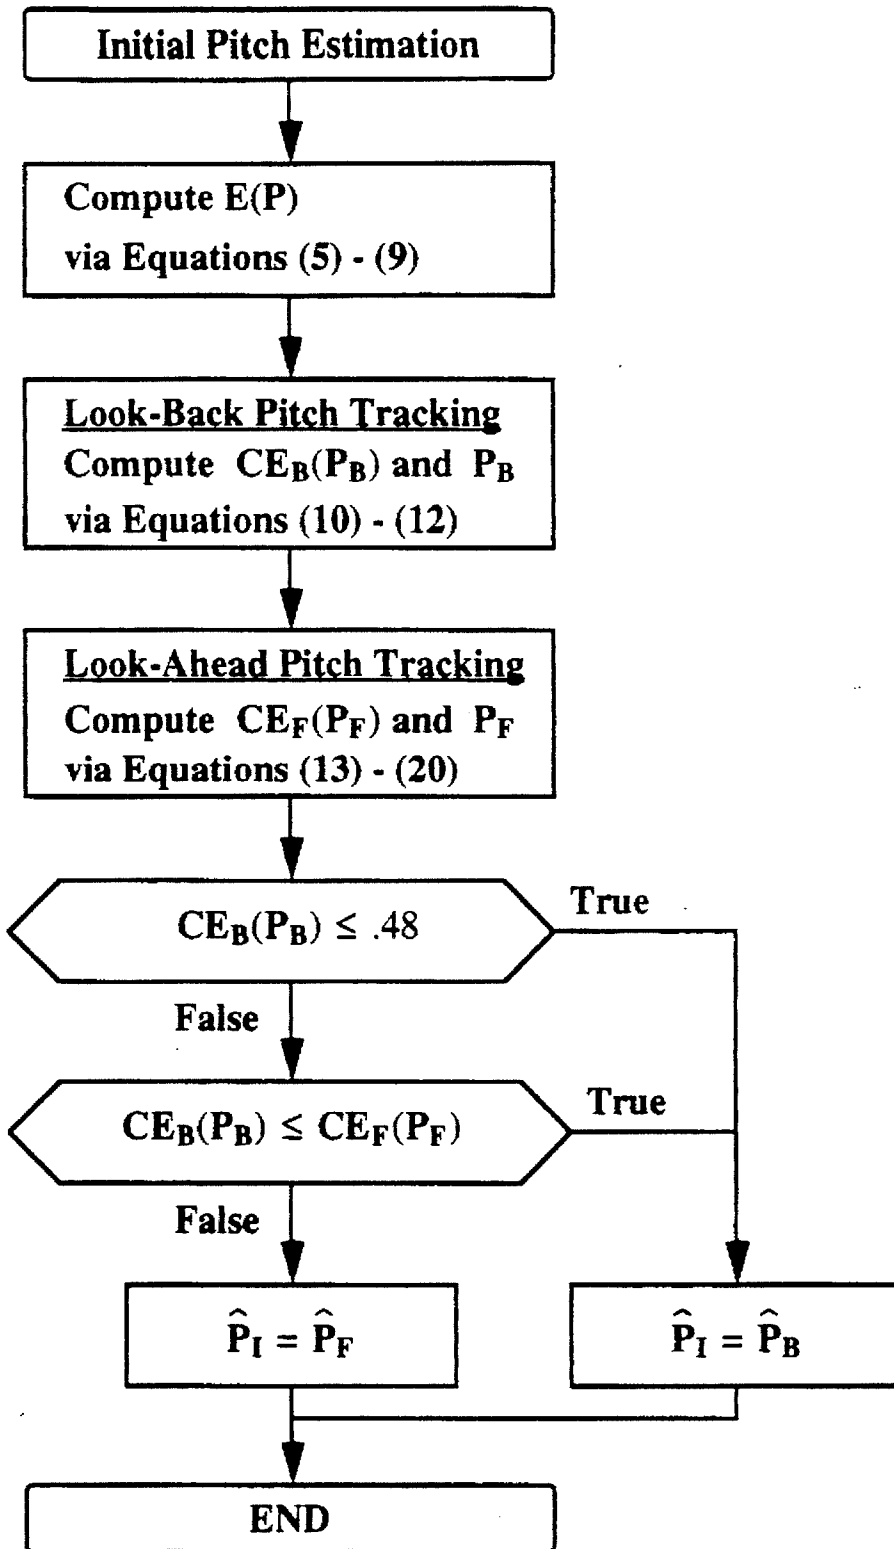 Initial Pitch Estimation
Compute E(P)
via Equations (5) - (9)
Look-Back Pitch Tracking
Compute CE_B(P_B) and P_B
via Equations (10) - (12)
Look-Ahead Pitch Tracking
Compute CE_F(P_F) and P_F
via Equations (13) - (20)
CE_B(P_B) ≤ .48
True
False
CE_B(P_B) ≤ CE_F(P_F)
True
False
P̂_I = P̂_F
P̂_I = P̂_B
END